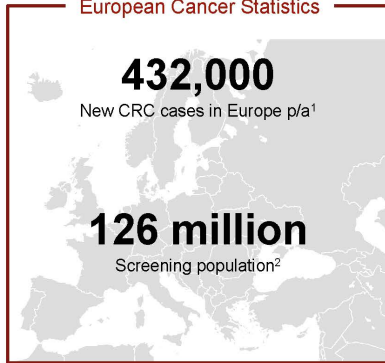 European Cancer Statistics
432,000
New CRC cases in Europe p/a¹
126 million
Screening population²